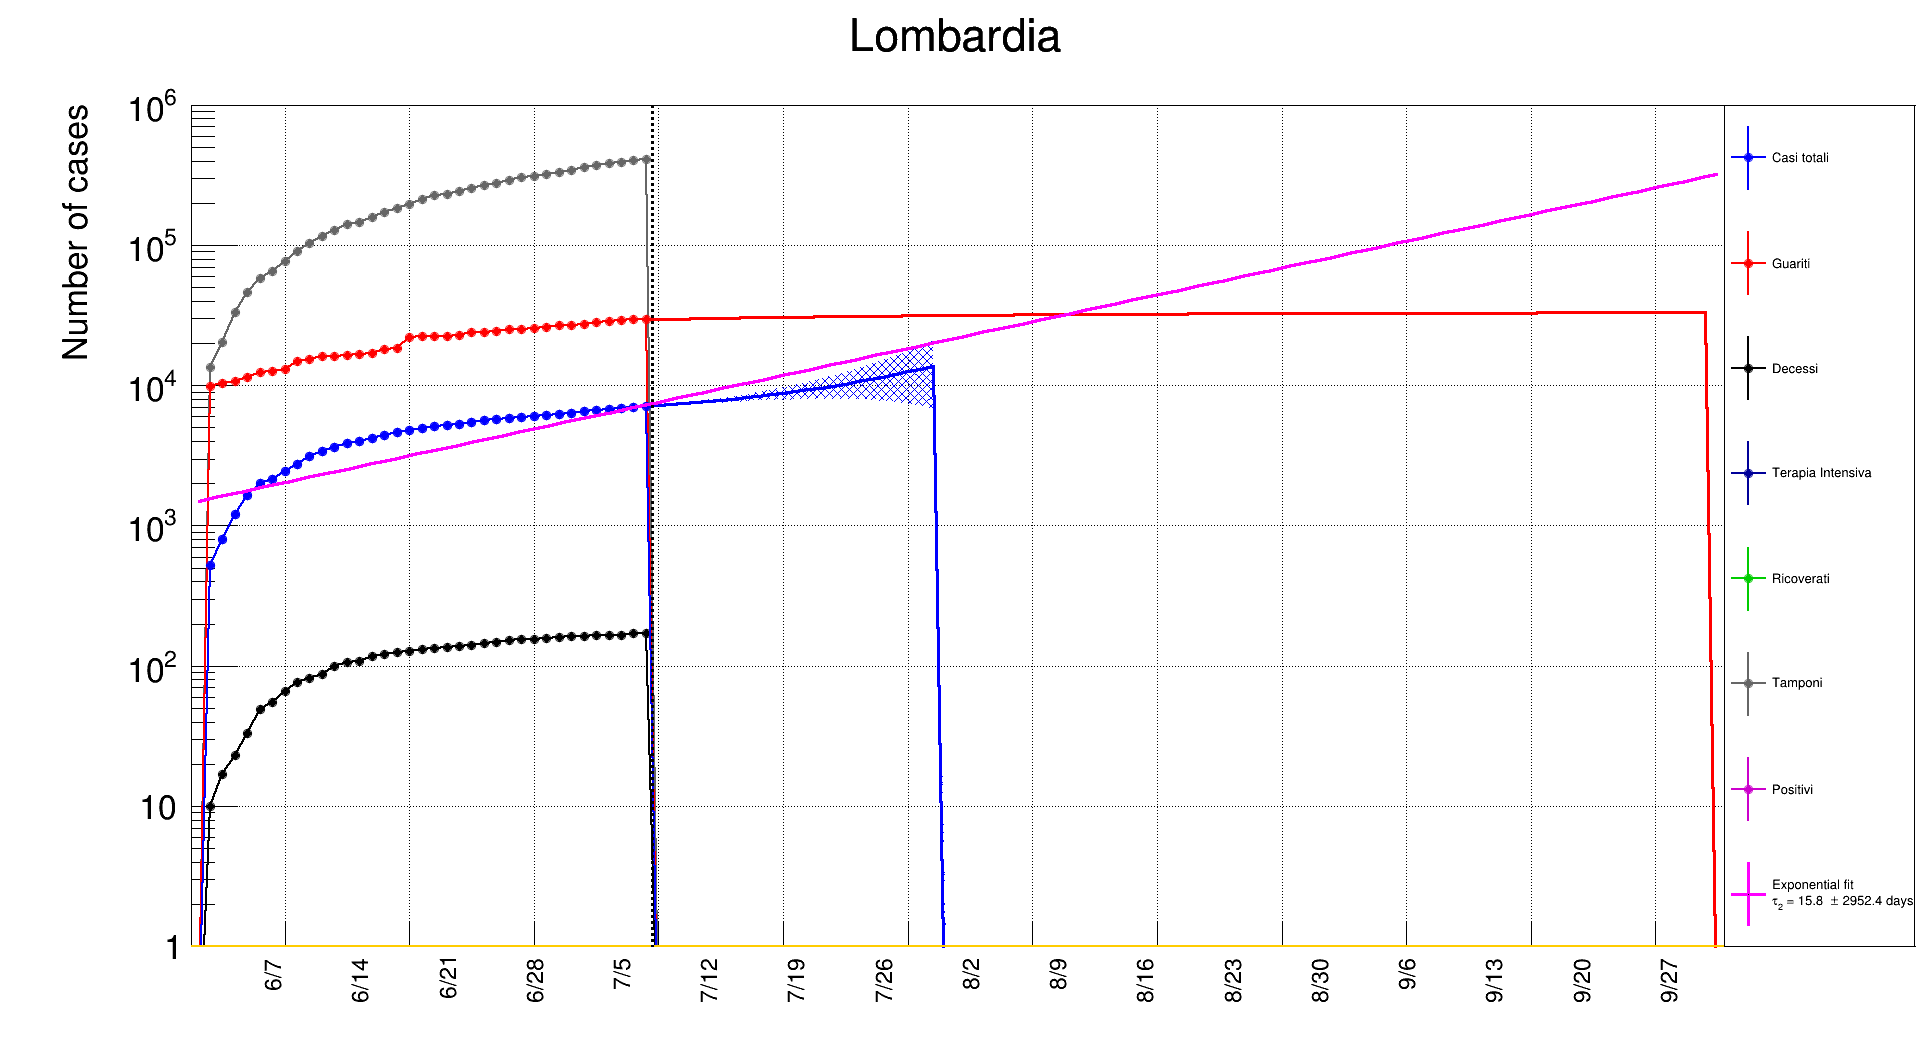 Lombardia
Number of cases
10^6
10^5
10^4
10^3
10^2
10
1
6/7
6/14
6/21
6/28
7/5
7/12
7/19
7/26
8/2
8/9
8/16
8/23
8/30
9/6
9/13
9/20
9/27
Casi totali
Guariti
Decessi
Terapia Intensiva
Ricoverati
Tamponi
Positivi
Exponential fit
τ_2 = 15.8 ± 2952.4 days